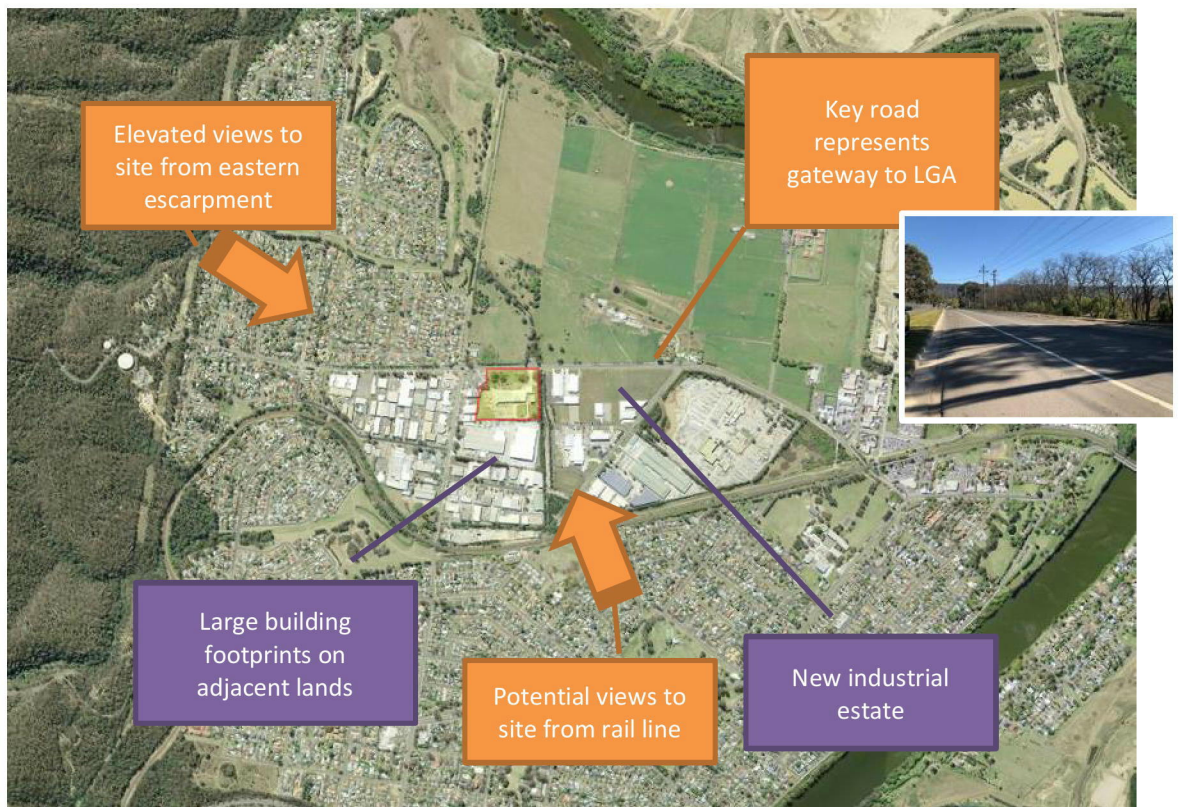 Elevated views to
site from eastern
escarpment
Key road
represents
gateway to LGA
Large building
footprints on
adjacent lands
Potential views to
site from rail line
New industrial
estate